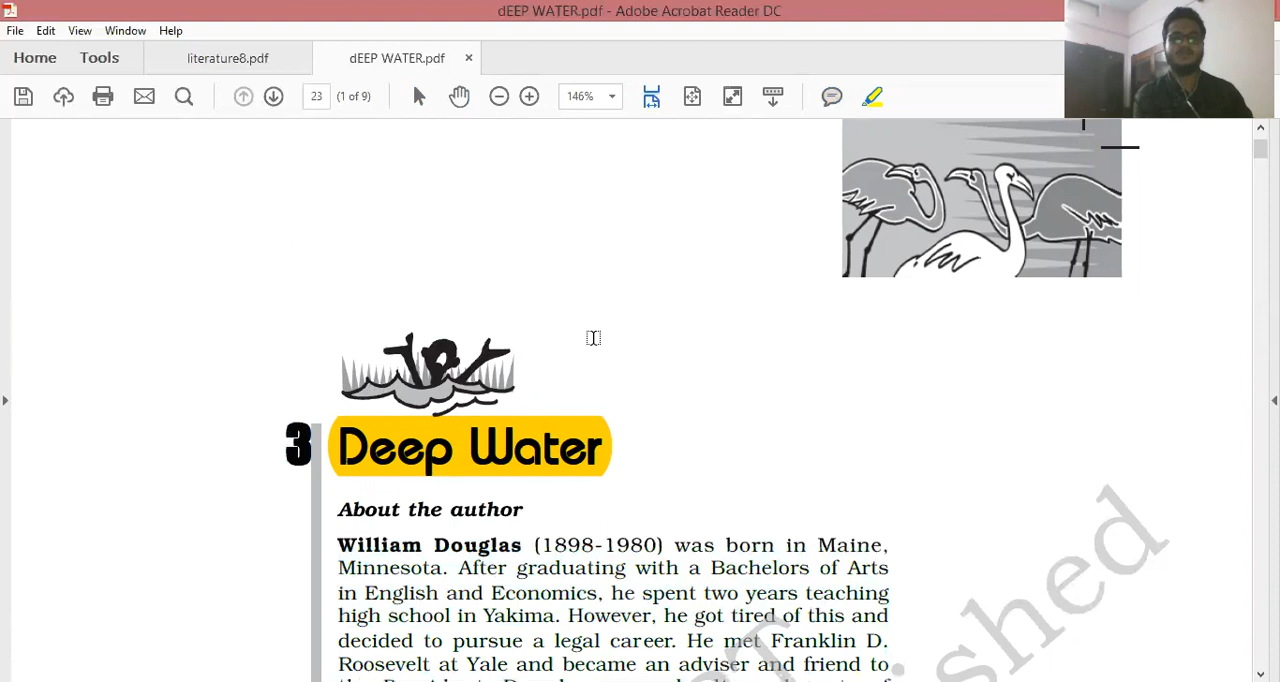 dEEP WATER.pdf - Adobe Acrobat Reader DC
File Edit View Window Help
Home Tools literature8.pdf dEEP WATER.pdf ×
23 (1 of 9) 146%
3 Deep Water
About the author
William Douglas (1898-1980) was born in Maine,
Minnesota. After graduating with a Bachelors of Arts
in English and Economics, he spent two years teaching
high school in Yakima. However, he got tired of this and
decided to pursue a legal career. He met Franklin D.
Roosevelt at Yale and became an adviser and friend to